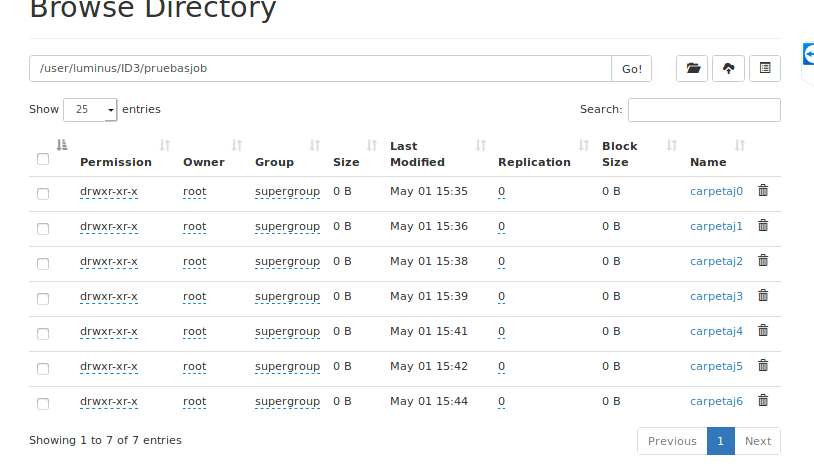 Browse Directory
/user/luminus/ID3/pruebasjob Go!
Show 25 entries Search:
Permission Owner Group Size Last Modified Replication Block Size Name
drwxr-xr-x root supergroup 0 B May 01 15:35 0 0 B carpetaj0
drwxr-xr-x root supergroup 0 B May 01 15:36 0 0 B carpetaj1
drwxr-xr-x root supergroup 0 B May 01 15:38 0 0 B carpetaj2
drwxr-xr-x root supergroup 0 B May 01 15:39 0 0 B carpetaj3
drwxr-xr-x root supergroup 0 B May 01 15:41 0 0 B carpetaj4
drwxr-xr-x root supergroup 0 B May 01 15:42 0 0 B carpetaj5
drwxr-xr-x root supergroup 0 B May 01 15:44 0 0 B carpetaj6
Showing 1 to 7 of 7 entries Previous 1 Next